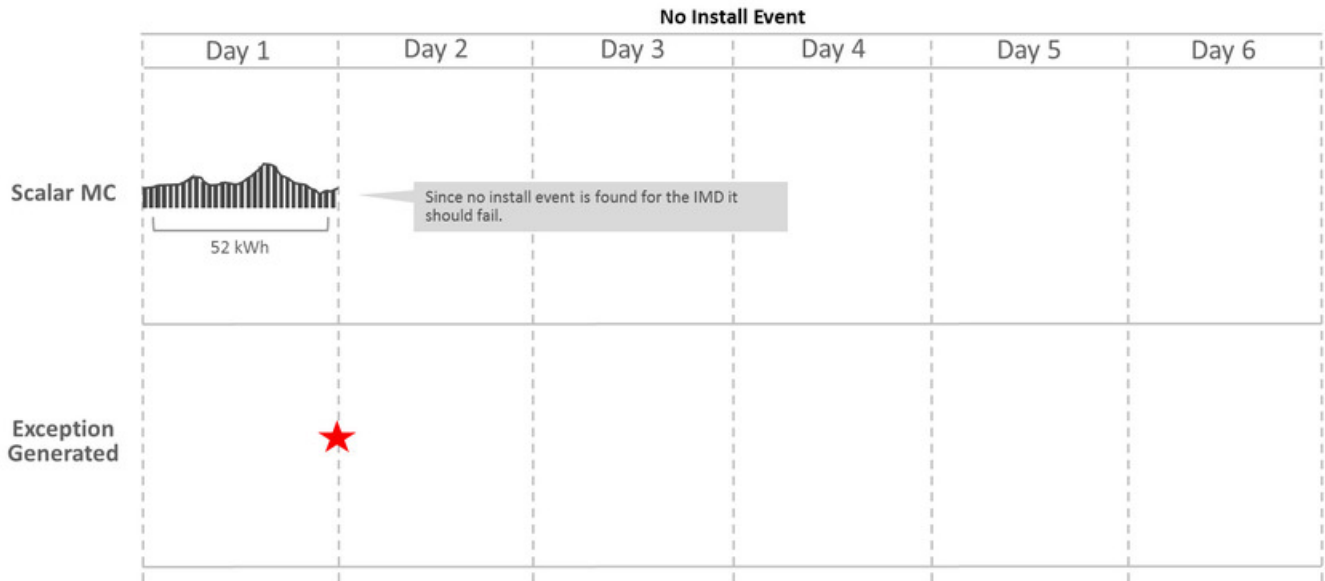 No Install Event
Day 1
Day 2
Day 3
Day 4
Day 5
Day 6
Scalar MC
Since no install event is found for the IMD it
should fail.
52 kWh
Exception
Generated